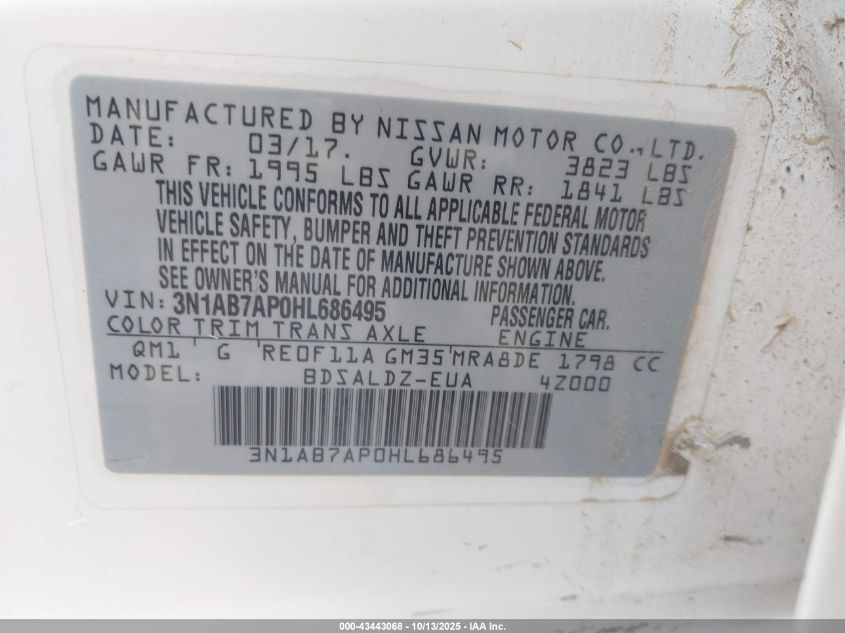 MANUFACTURED BY NISSAN MOTOR CO., LTD.
DATE: 03/17. GVWR: 3823 LBS
GAWR FR: 1995 LBS GAWR RR: 1841 LBS
THIS VEHICLE CONFORMS TO ALL APPLICABLE FEDERAL MOTOR
VEHICLE SAFETY, BUMPER AND THEFT PREVENTION STANDARDS
IN EFFECT ON THE DATE OF MANUFACTURE SHOWN ABOVE.
SEE OWNER'S MANUAL FOR ADDITIONAL INFORMATION.
VIN: 3N1AB7AP0HL686495 PASSENGER CAR.
COLOR TRIM TRANS AXLE ENGINE
QM1 G RE0F11A GM35 MRA8DE 1798 CC
MODEL: BDSALDZ-EUA 4Z000
3N1AB7AP0HL686495
000-43443068 - 10/13/2025 - IAA Inc.